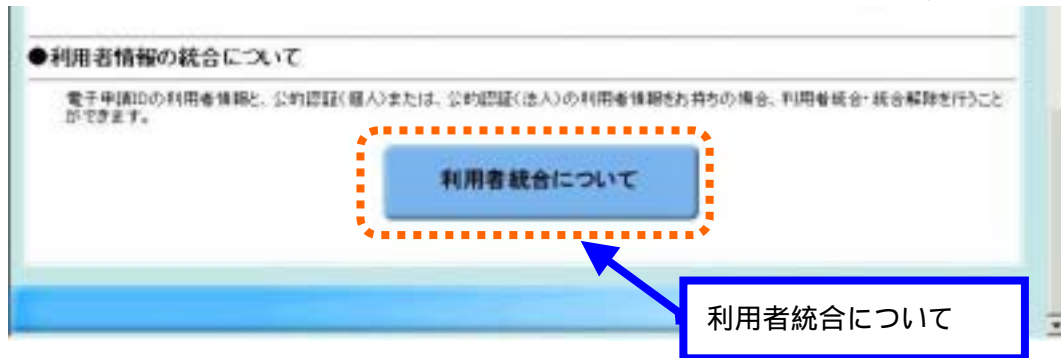 ●利用者情報の統合について
電子申請IDの利用者情報と、公的認証(個人)または、公的認証(法人)の利用者情報をお持ちの場合、利用者統合・統合解除を行うこと
ができます。
利用者統合について
利用者統合について